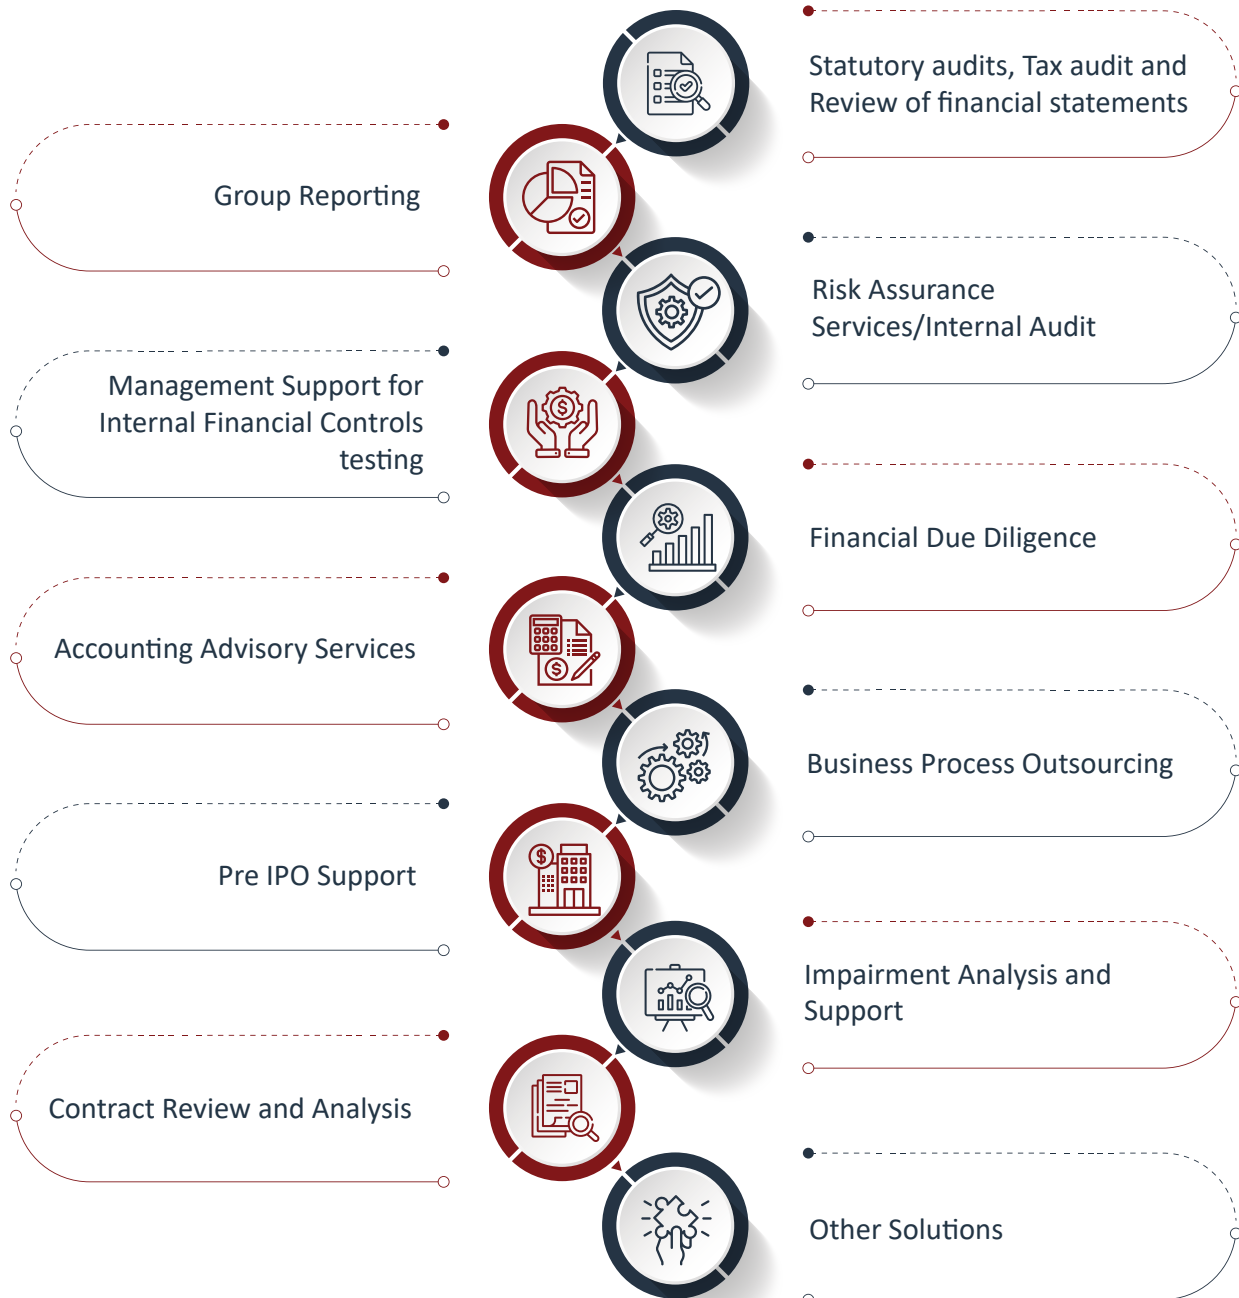 Statutory audits, Tax audit and
Review of financial statements
Group Reporting
Risk Assurance
Services/Internal Audit
Management Support for
Internal Financial Controls
testing
Financial Due Diligence
Accounting Advisory Services
Business Process Outsourcing
Pre IPO Support
Impairment Analysis and
Support
Contract Review and Analysis
Other Solutions